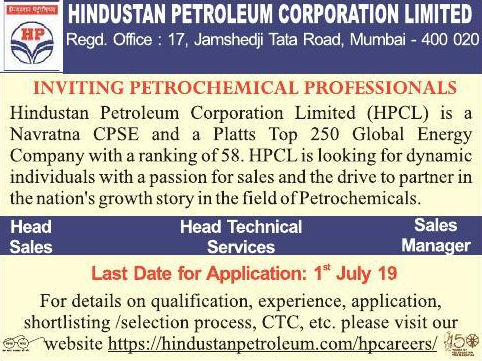 हिन्दुस्तान पेट्रोलियम
HP
HINDUSTAN PETROLEUM CORPORATION LIMITED
Regd. Office : 17, Jamshedji Tata Road, Mumbai - 400 020
INVITING PETROCHEMICAL PROFESSIONALS
Hindustan Petroleum Corporation Limited (HPCL) is a
Navratna CPSE and a Platts Top 250 Global Energy
Company with a ranking of 58. HPCL is looking for dynamic
individuals with a passion for sales and the drive to partner in
the nation's growth story in the field of Petrochemicals.
Head
Sales
Head Technical
Services
Sales
Manager
Last Date for Application: 1st July 19
For details on qualification, experience, application,
shortlisting /selection process, CTC, etc. please visit our
website https://hindustanpetroleum.com/hpcareers/
150